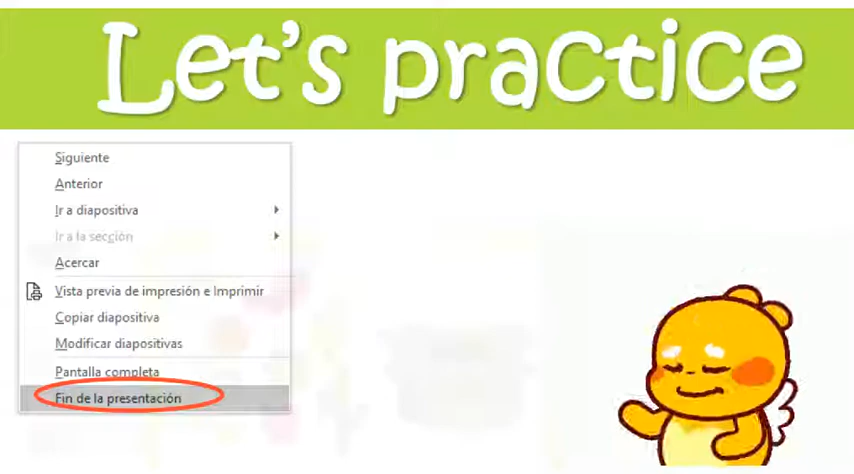 Let's practice
Siguiente
Anterior
Ir a diapositiva
Ir a la sección
Acercar
Vista previa de impresión e Imprimir
Copiar diapositiva
Modificar diapositivas
Pantalla completa
Fin de la presentación